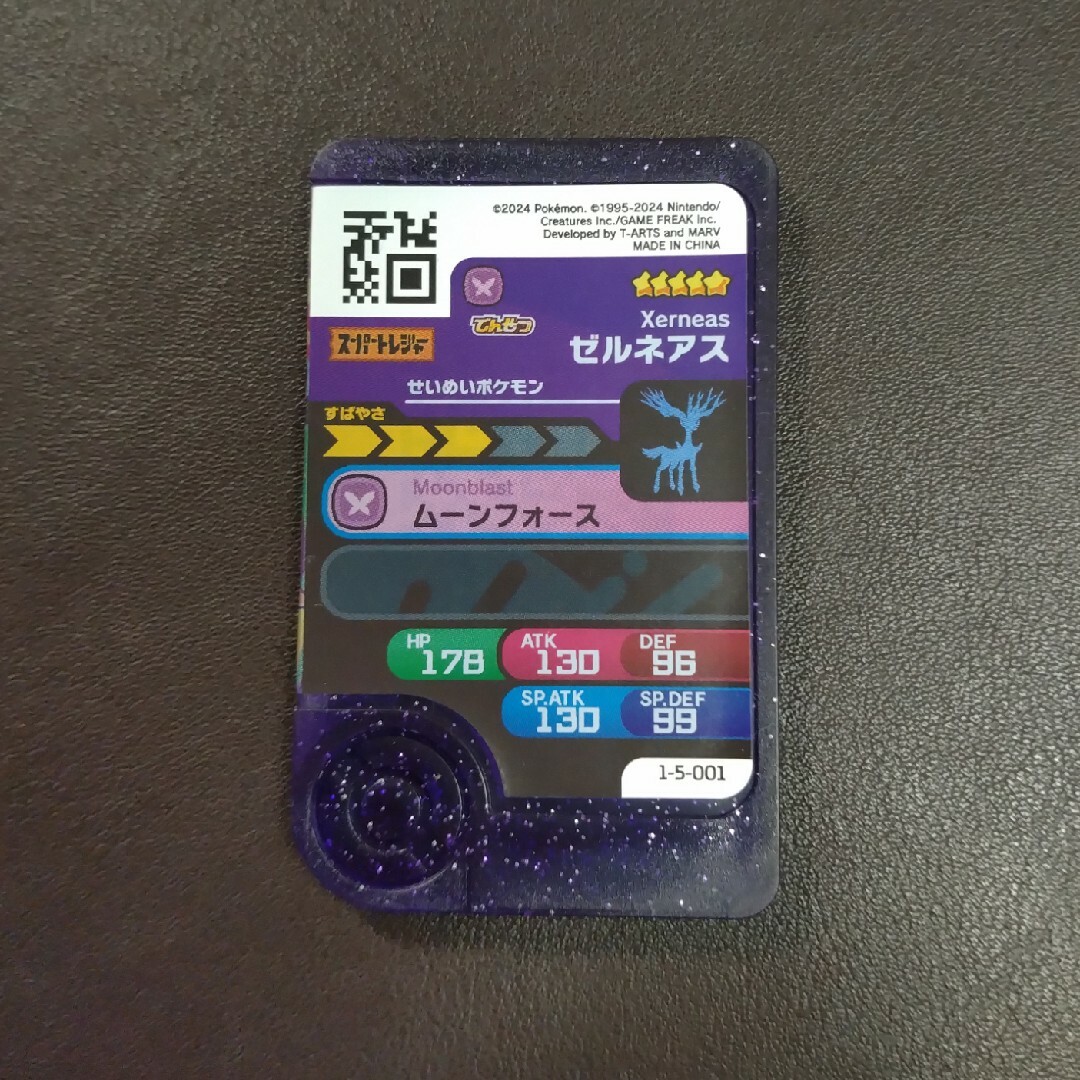 ©2024 Pokémon. ©1995-2024 Nintendo/
Creatures Inc./GAME FREAK inc.
Developed by T-ARTS and MARV
MADE IN CHINA
でんせつ
Xerneas
スーパートレジャー
ゼルネアス
せいめいポケモン
すばやさ
Moonblast
ムーンフォース
HP 178
ATK 130
DEF 96
SP.ATK 130
SP.DEF 99
1-5-001